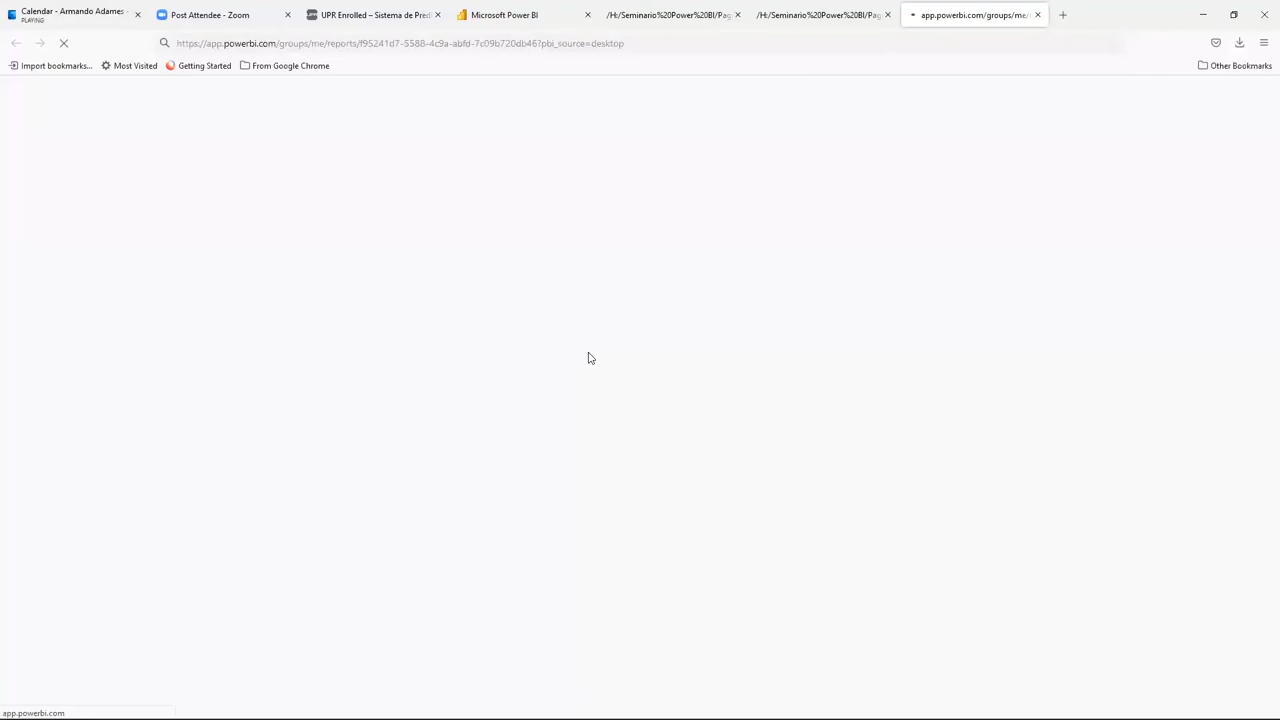 Calendar - Armando Adames -
PLAYING
Post Attendee - Zoom
UPR Enrolled – Sistema de Pred
Microsoft Power BI
/H:/Seminario%20Power%20BI/Pag
/H:/Seminario%20Power%20BI/Pag
app.powerbi.com/groups/me/
https://app.powerbi.com/groups/me/reports/f95241d7-5588-4c9a-abfd-7c09b720db46?pbi_source=desktop
Import bookmarks...
Most Visited
Getting Started
From Google Chrome
Other Bookmarks
app.powerbi.com